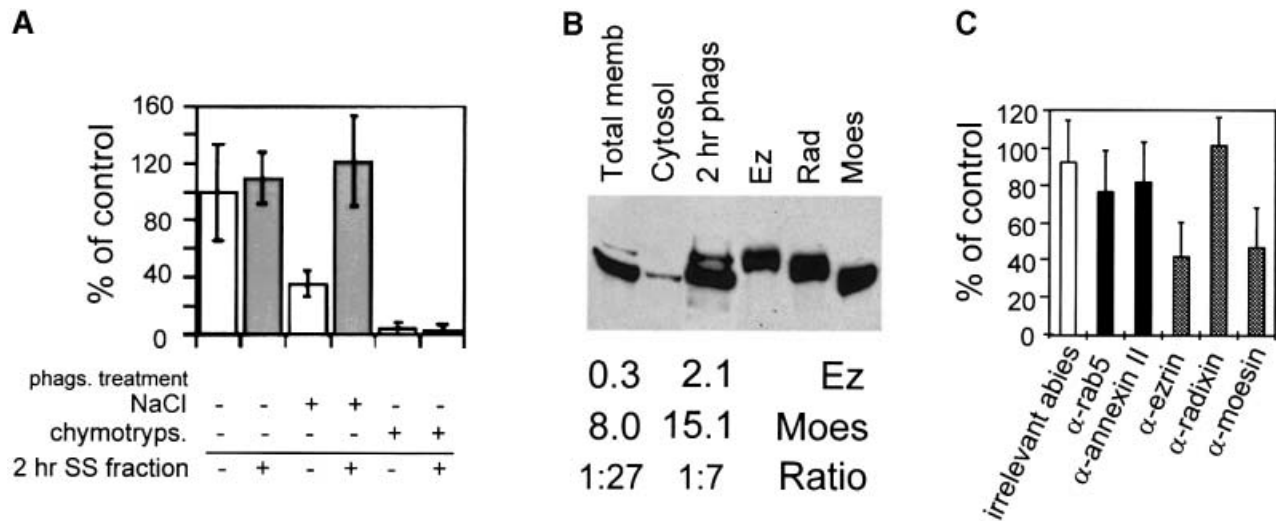 A
% of control
160
120
80
40
0
phags. treatment
NaCl - - + + - -
chymotryps. - - - - + +
2 hr SS fraction - + - + - +
B
Total memb
Cytosol
2 hr phags
Ez
Rad
Moes
0.3 2.1 Ez
8.0 15.1 Moes
1:27 1:7 Ratio
C
% of control
120
100
80
60
40
20
0
irrelevant abies
α-rab5
α-annexin II
α-ezrin
α-radixin
α-moesin